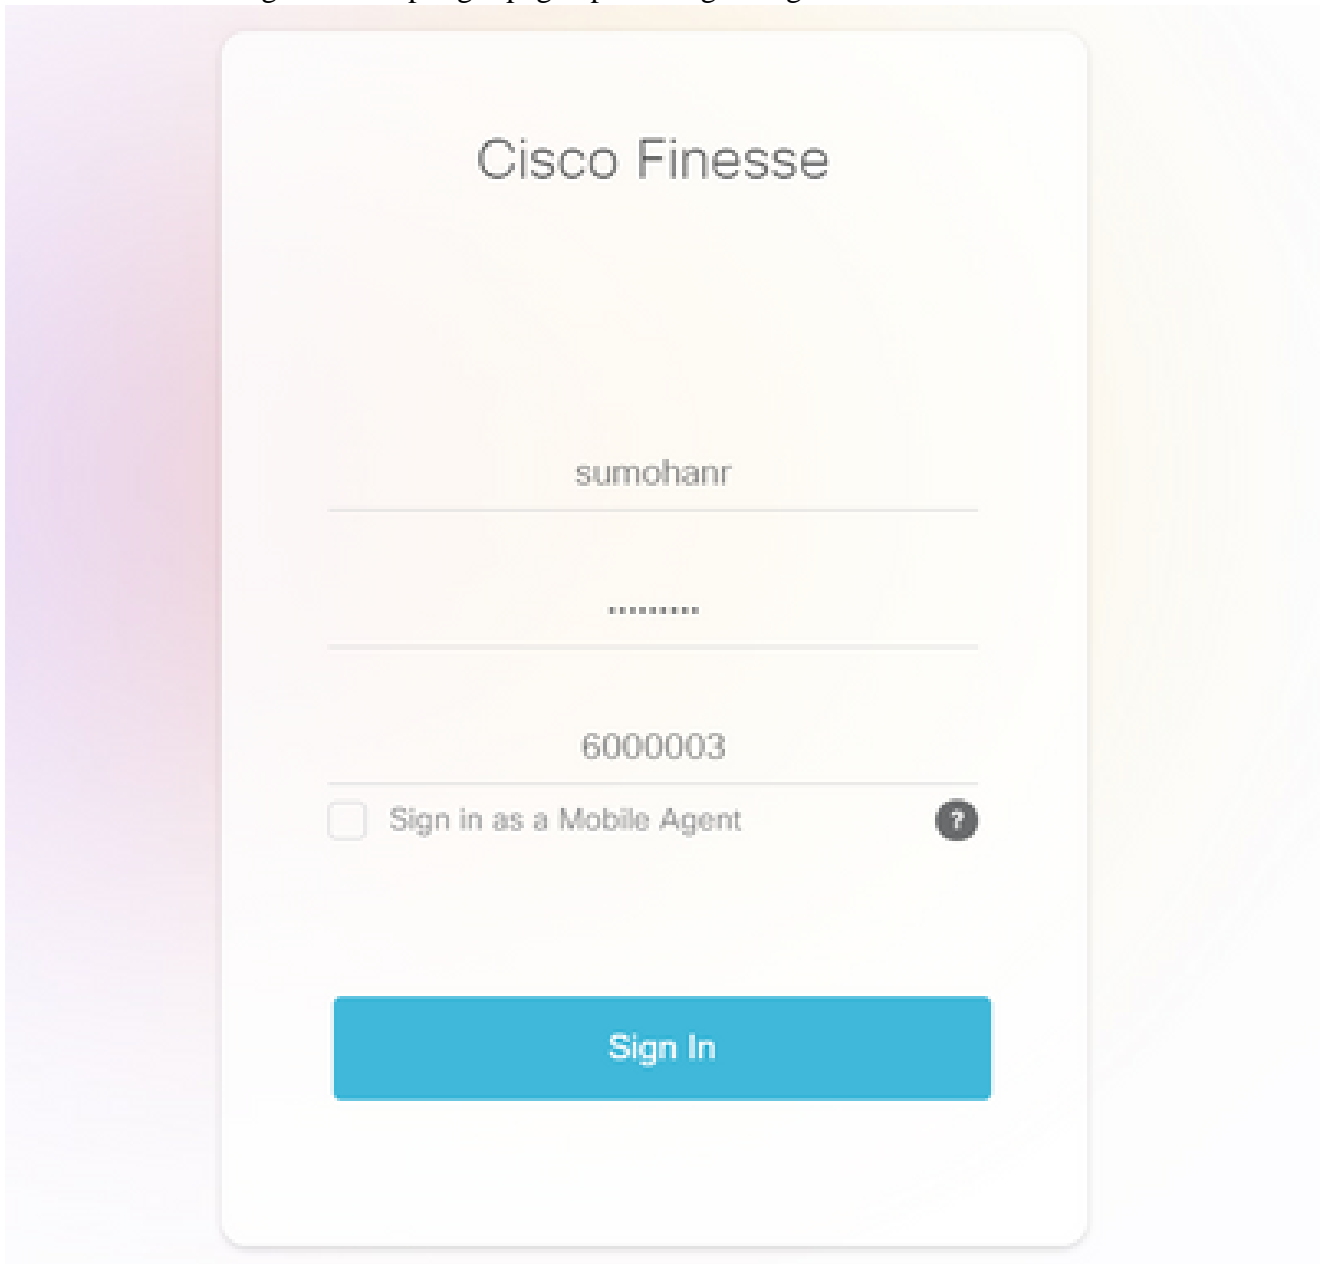 Cisco Finesse
sumohanr
•••••••••
6000003
Sign in as a Mobile Agent ?
Sign In